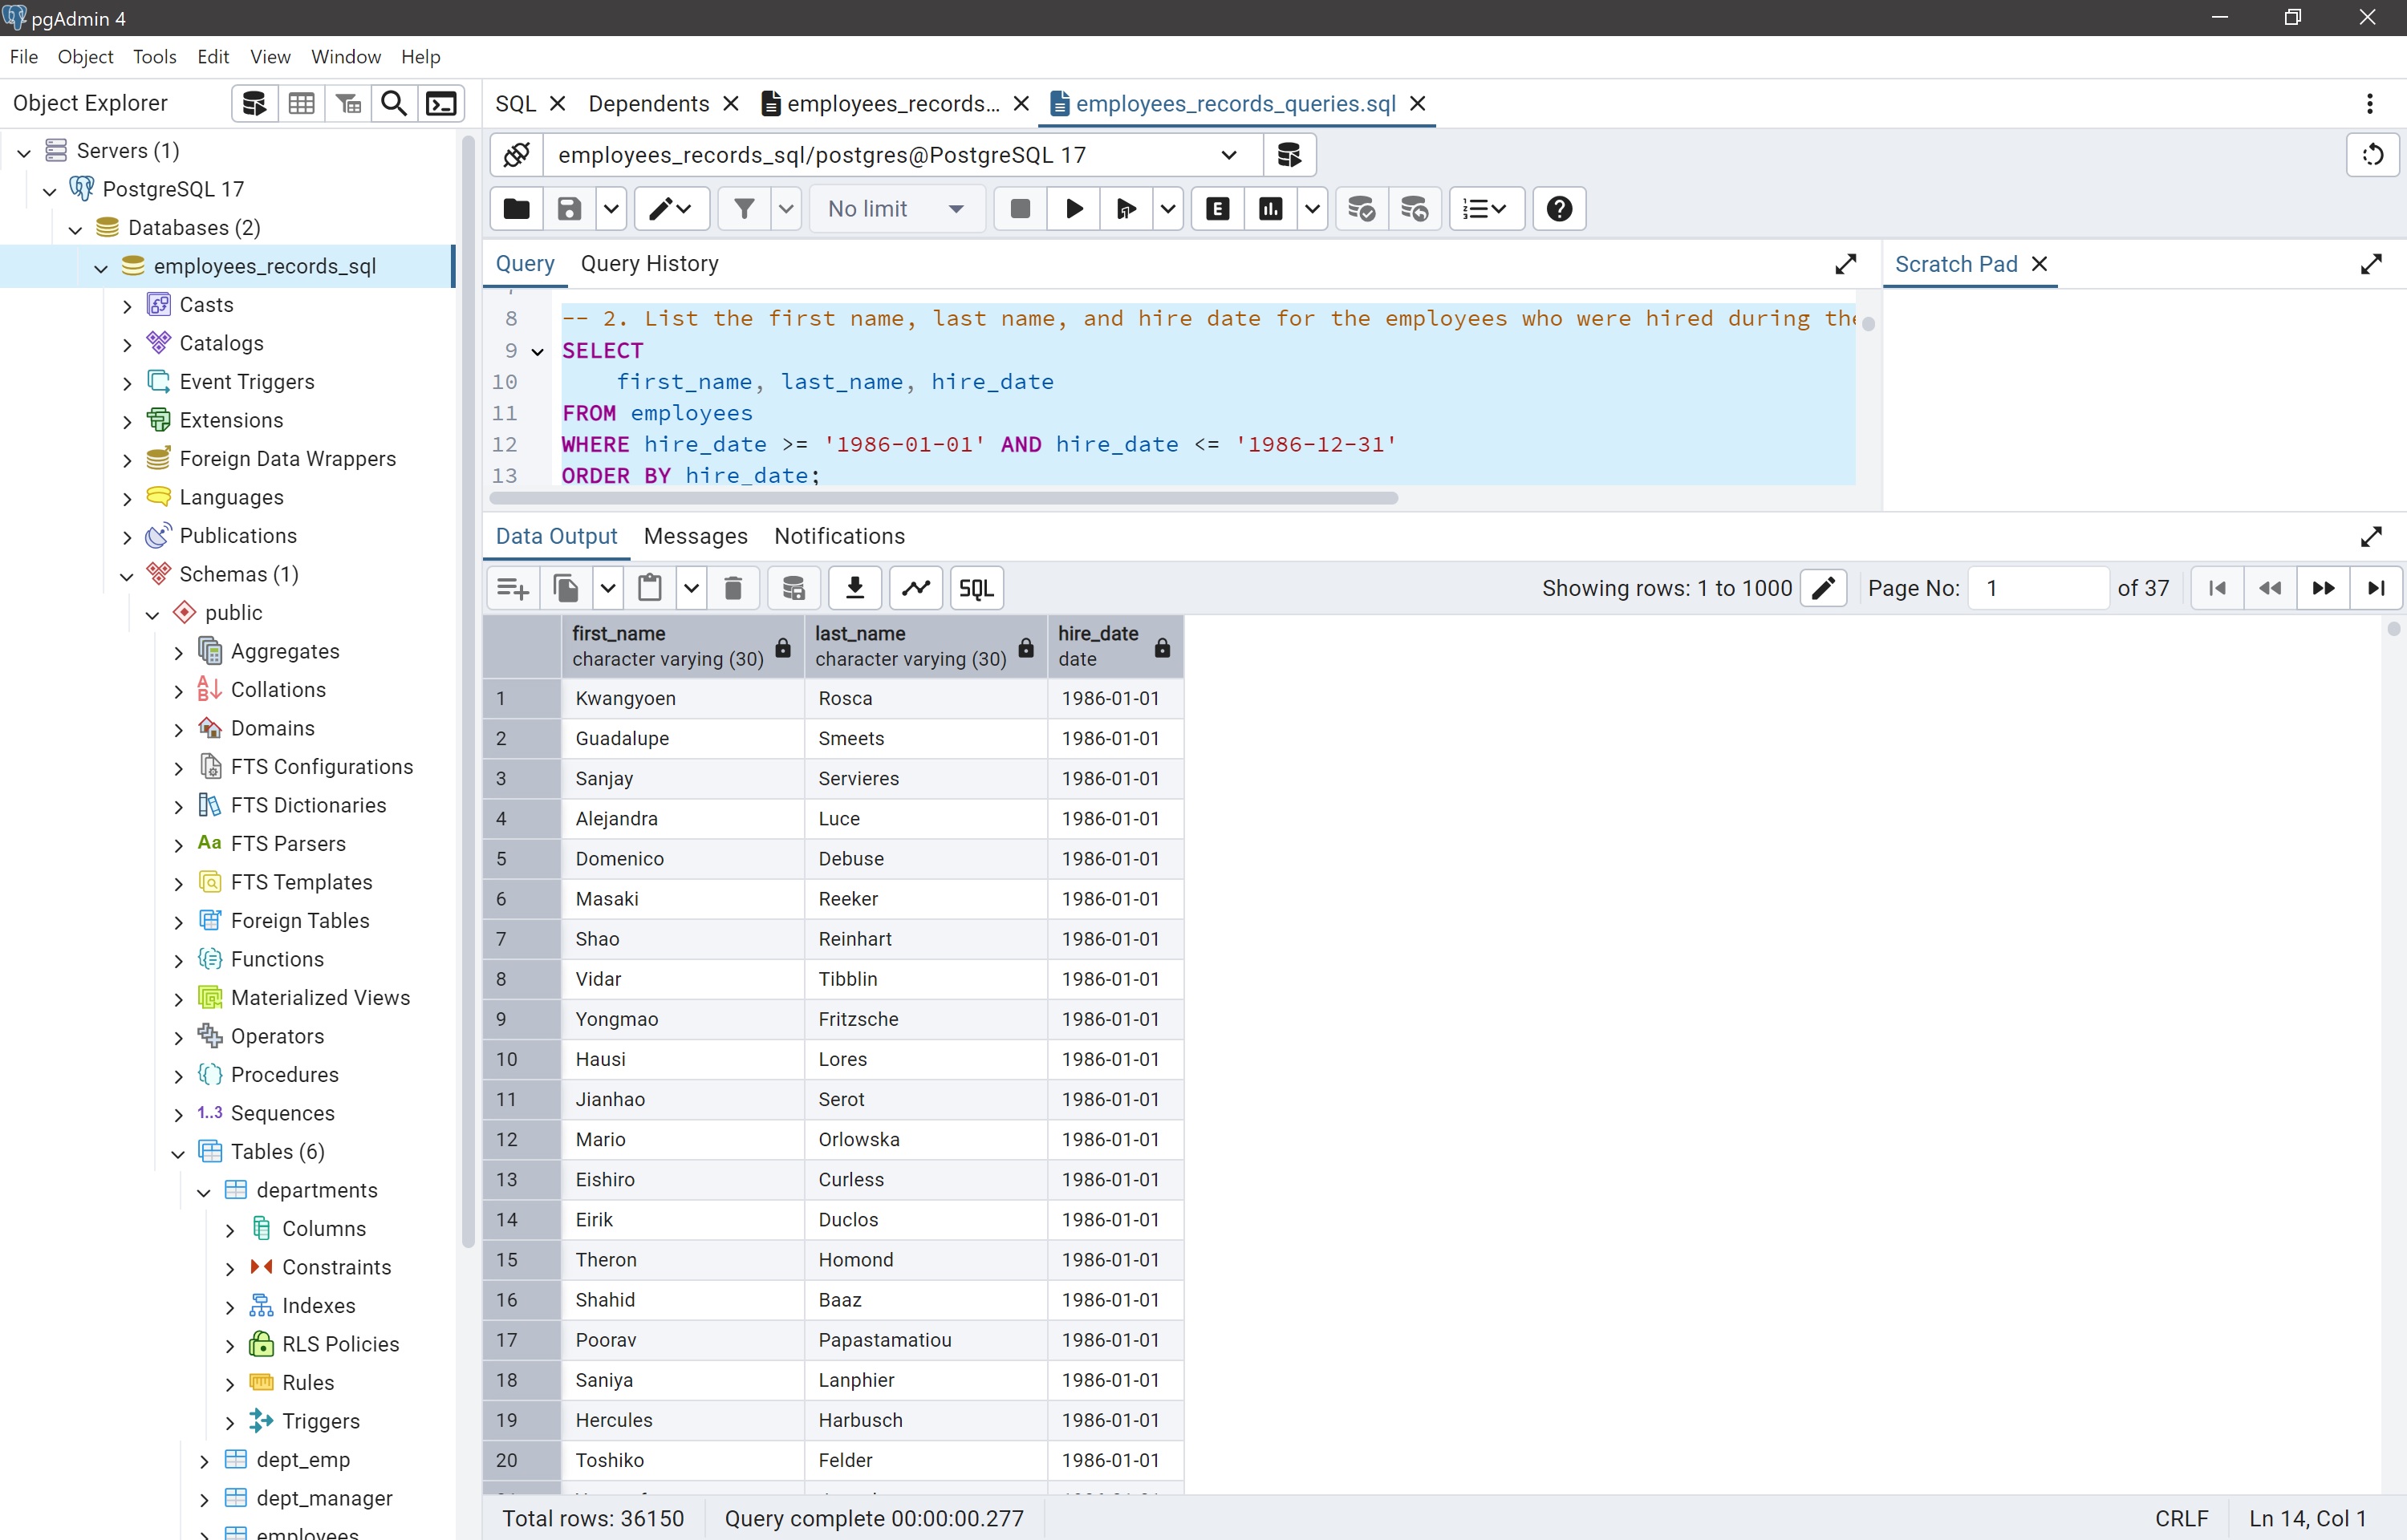 pgAdmin 4
File Object Tools Edit View Window Help
Object Explorer
Servers (1)
PostgreSQL 17
Databases (2)
employees_records_sql
Casts
Catalogs
Event Triggers
Extensions
Foreign Data Wrappers
Languages
Publications
Schemas (1)
public
Aggregates
Collations
Domains
FTS Configurations
FTS Dictionaries
Aa FTS Parsers
FTS Templates
Foreign Tables
Functions
Materialized Views
Operators
Procedures
1..3 Sequences
Tables (6)
departments
Columns
Constraints
Indexes
RLS Policies
Rules
Triggers
dept_emp
dept_manager
employees
SQL Dependents employees_records... employees_records_queries.sql
employees_records_sql/postgres@PostgreSQL 17
No limit E
Query Query History
Scratch Pad
8 -- 2. List the first name, last name, and hire date for the employees who were hired during the
9 SELECT
10 first_name, last_name, hire_date
11 FROM employees
12 WHERE hire_date >= '1986-01-01' AND hire_date <= '1986-12-31'
13 ORDER BY hire_date;
Data Output Messages Notifications
SQL Showing rows: 1 to 1000 Page No: 1 of 37
first_name last_name hire_date
character varying (30) character varying (30) date
1 Kwangyoen Rosca 1986-01-01
2 Guadalupe Smeets 1986-01-01
3 Sanjay Servieres 1986-01-01
4 Alejandra Luce 1986-01-01
5 Domenico Debuse 1986-01-01
6 Masaki Reeker 1986-01-01
7 Shao Reinhart 1986-01-01
8 Vidar Tibblin 1986-01-01
9 Yongmao Fritzsche 1986-01-01
10 Hausi Lores 1986-01-01
11 Jianhao Serot 1986-01-01
12 Mario Orlowska 1986-01-01
13 Eishiro Curless 1986-01-01
14 Eirik Duclos 1986-01-01
15 Theron Homond 1986-01-01
16 Shahid Baaz 1986-01-01
17 Poorav Papastamatiou 1986-01-01
18 Saniya Lanphier 1986-01-01
19 Hercules Harbusch 1986-01-01
20 Toshiko Felder 1986-01-01
Total rows: 36150 Query complete 00:00:00.277 CRLF Ln 14, Col 1